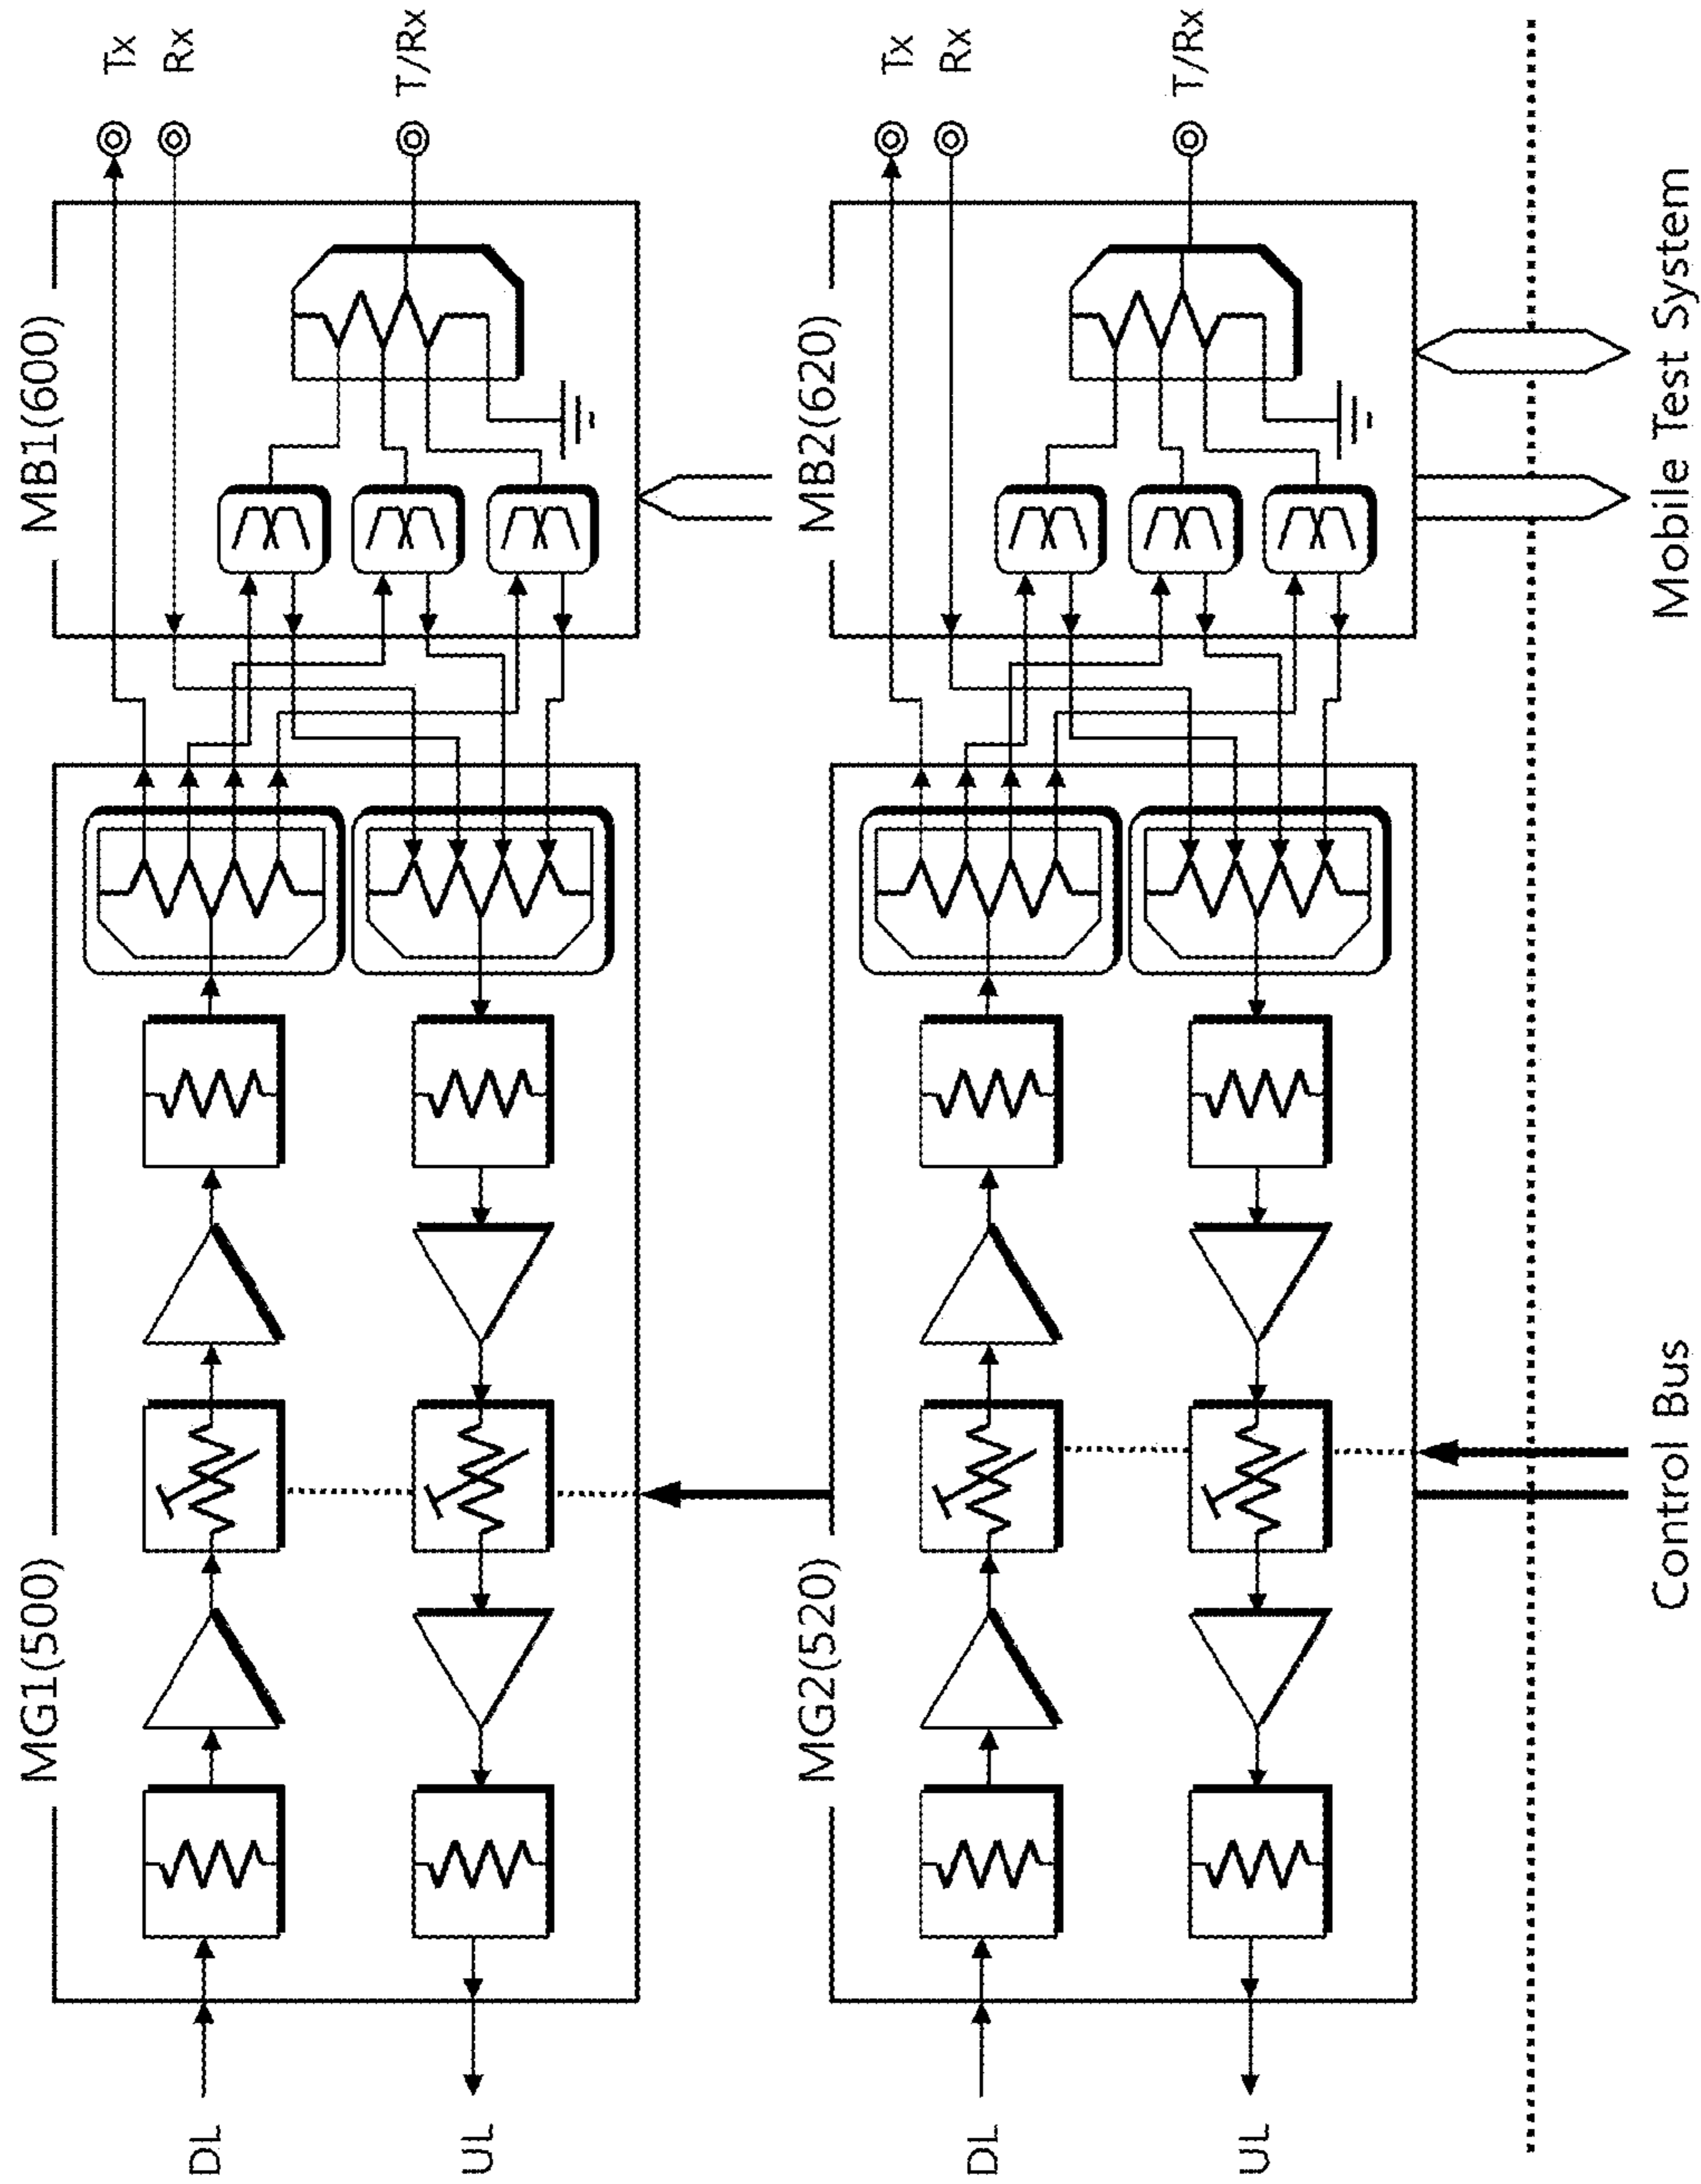 MG1(500)
MB1(600)
Tx
Rx
T/Rx
DL
UL
MG2(520)
MB2(620)
Tx
Rx
T/Rx
DL
UL
Control Bus
Mobile Test System